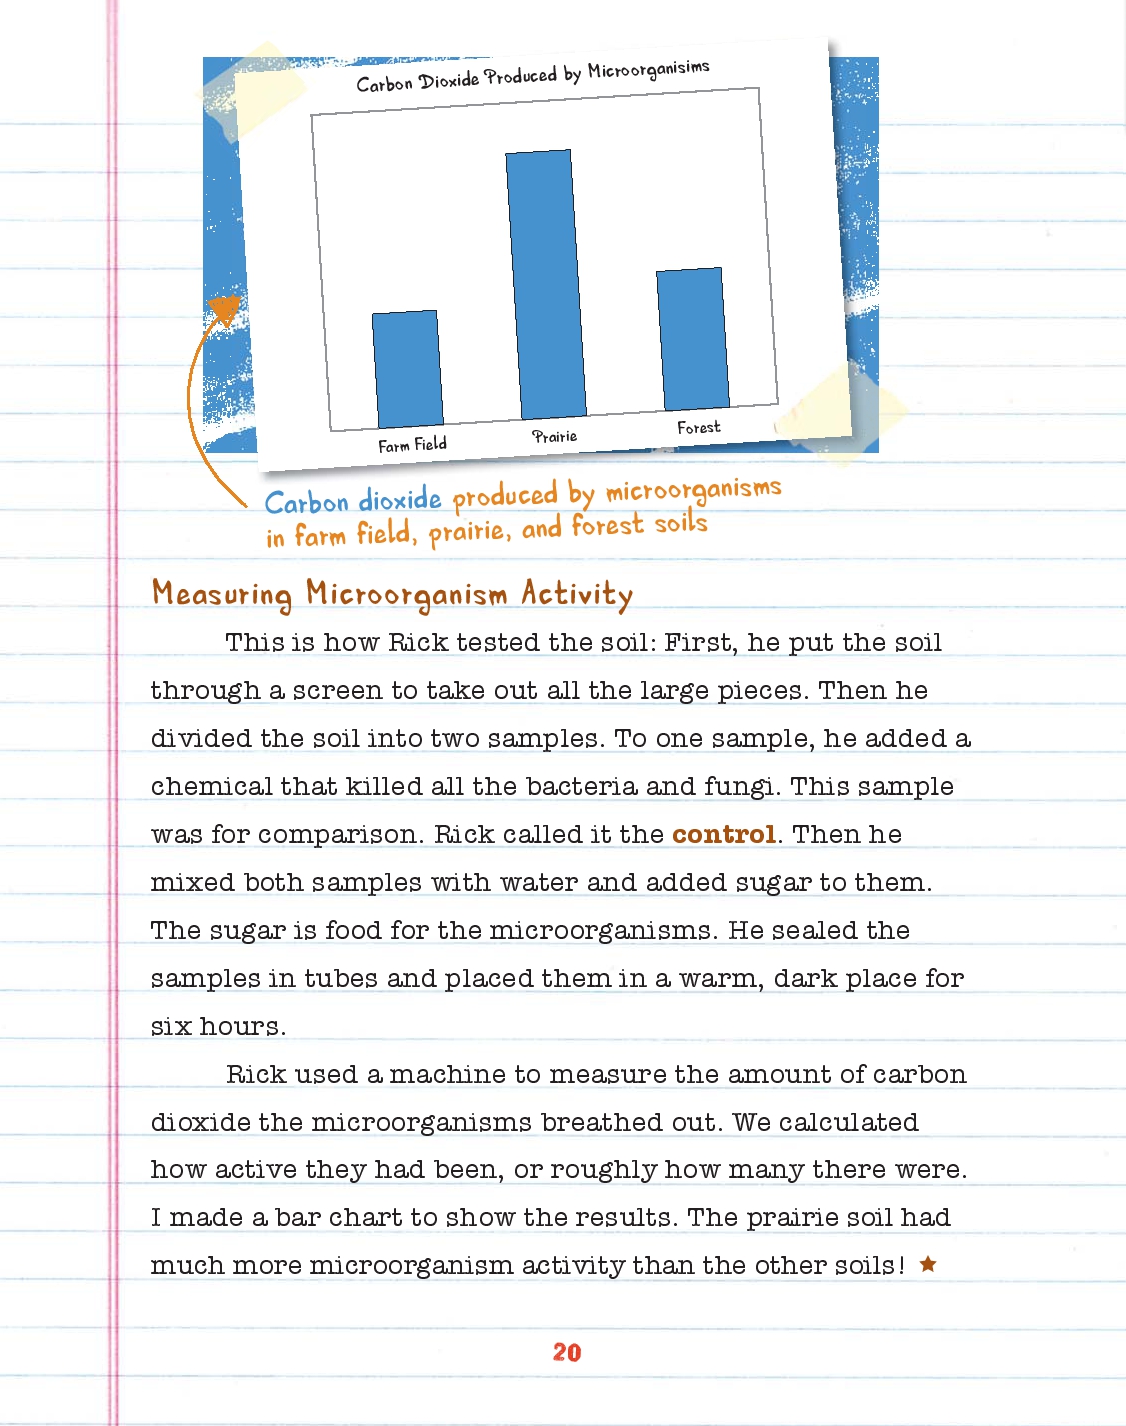 Carbon Dioxide Produced by Microorganisims
Farm Field
Prairie
Forest
Carbon dioxide produced by microorganisms
in farm field, prairie, and forest soils
Measuring Microorganism Activity
This is how Rick tested the soil: First, he put the soil
through a screen to take out all the large pieces. Then he
divided the soil into two samples. To one sample, he added a
chemical that killed all the bacteria and fungi. This sample
was for comparison. Rick called it the control. Then he
mixed both samples with water and added sugar to them.
The sugar is food for the microorganisms. He sealed the
samples in tubes and placed them in a warm, dark place for
six hours.
Rick used a machine to measure the amount of carbon
dioxide the microorganisms breathed out. We calculated
how active they had been, or roughly how many there were.
I made a bar chart to show the results. The prairie soil had
much more microorganism activity than the other soils! ★
20